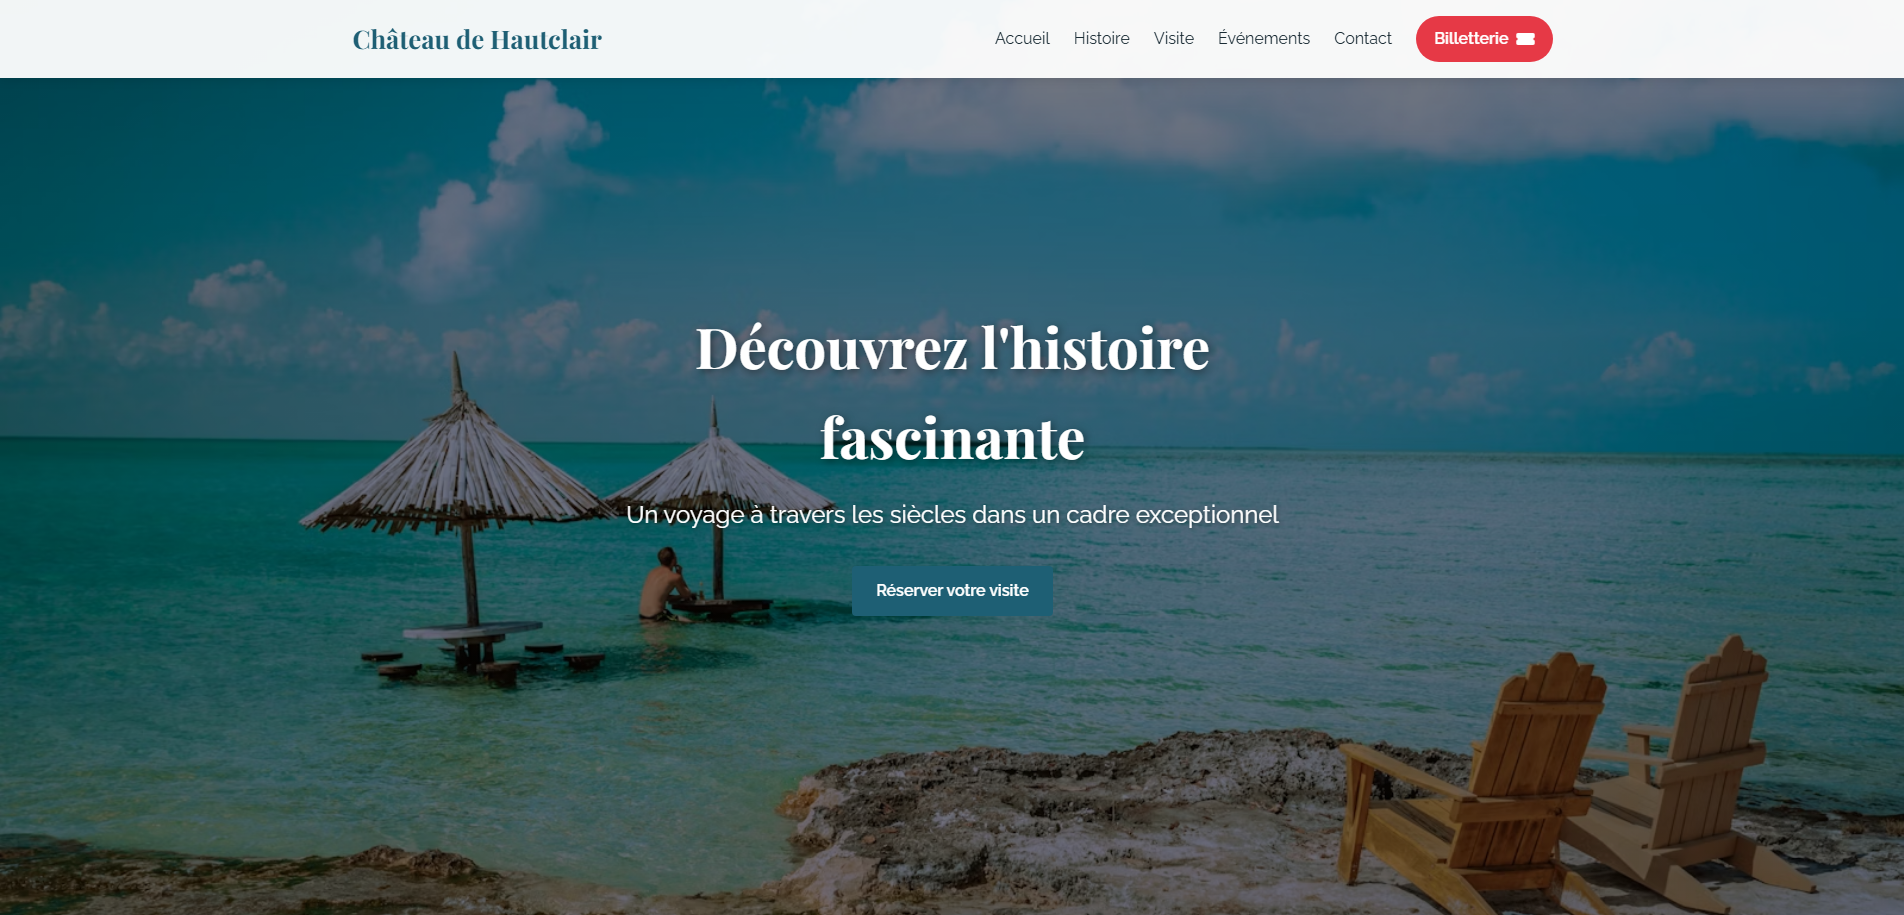 Château de Hautclair
Accueil Histoire Visite Événements Contact Billetterie
Découvrez l'histoire
fascinante
Un voyage à travers les siècles dans un cadre exceptionnel
Réserver votre visite